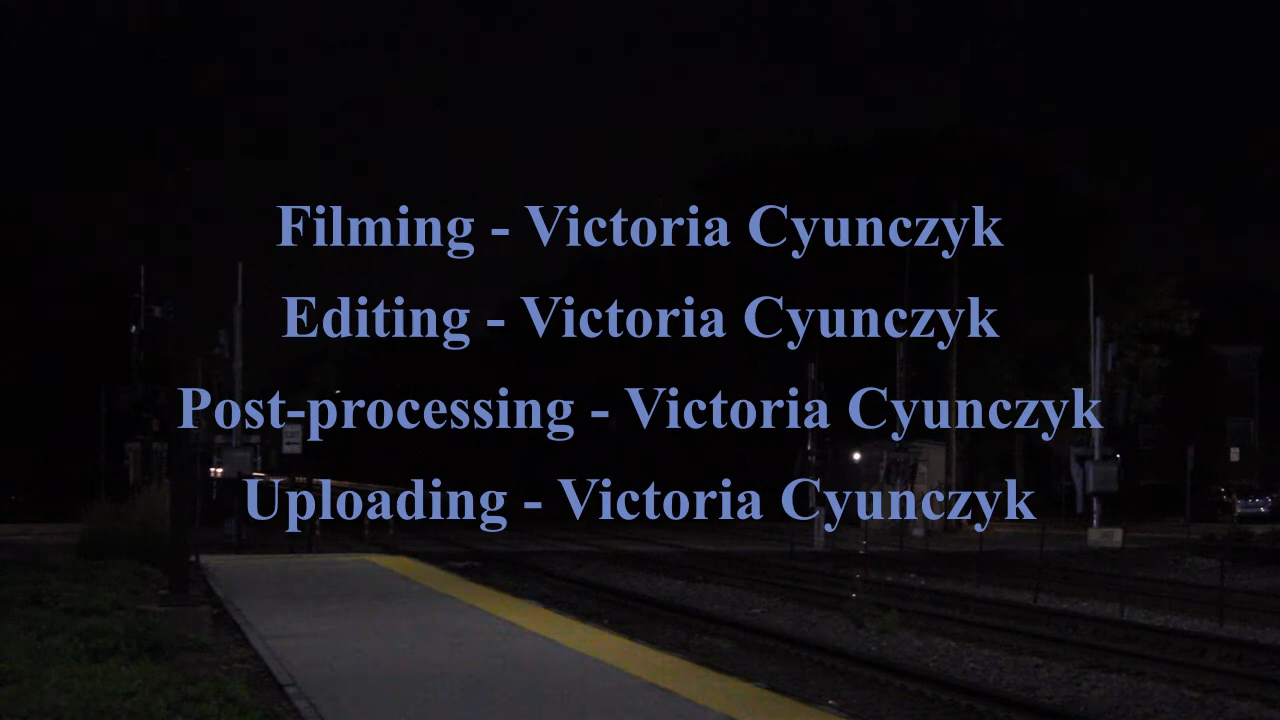 Filming - Victoria Cyunczyk
Editing - Victoria Cyunczyk
Post-processing - Victoria Cyunczyk
Uploading - Victoria Cyunczyk